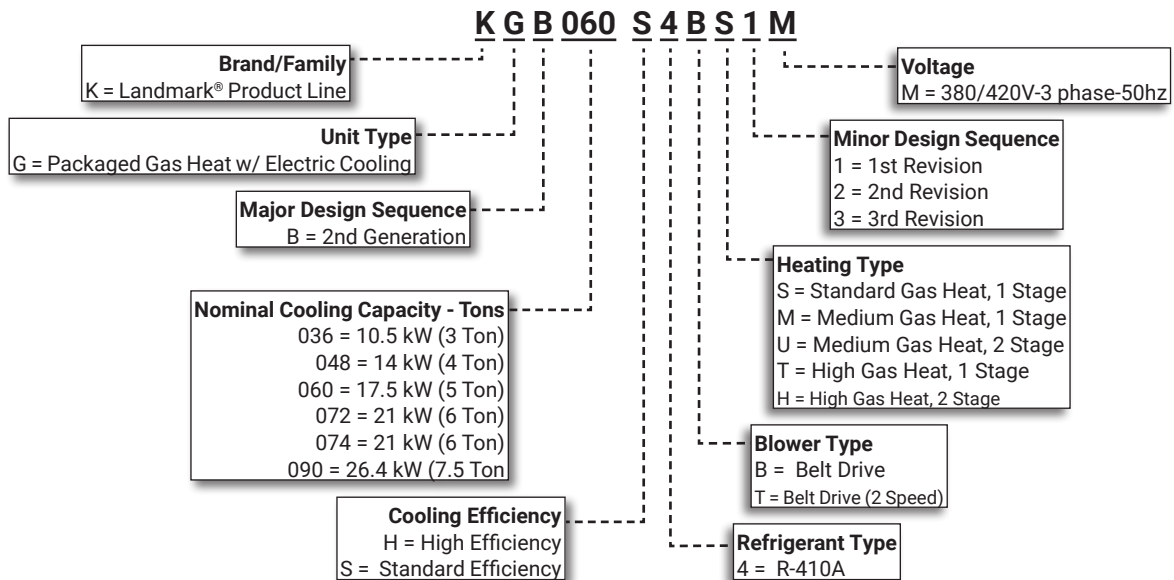 K G B 060 S 4 B S 1 M
Brand/Family
K = Landmark® Product Line
Unit Type
G = Packaged Gas Heat w/ Electric Cooling
Major Design Sequence
B = 2nd Generation
Nominal Cooling Capacity - Tons
036 = 10.5 kW (3 Ton)
048 = 14 kW (4 Ton)
060 = 17.5 kW (5 Ton)
072 = 21 kW (6 Ton)
074 = 21 kW (6 Ton)
090 = 26.4 kW (7.5 Ton
Cooling Efficiency
H = High Efficiency
S = Standard Efficiency
Voltage
M = 380/420V-3 phase-50hz
Minor Design Sequence
1 = 1st Revision
2 = 2nd Revision
3 = 3rd Revision
Heating Type
S = Standard Gas Heat, 1 Stage
M = Medium Gas Heat, 1 Stage
U = Medium Gas Heat, 2 Stage
T = High Gas Heat, 1 Stage
H = High Gas Heat, 2 Stage
Blower Type
B = Belt Drive
T = Belt Drive (2 Speed)
Refrigerant Type
4 = R-410A